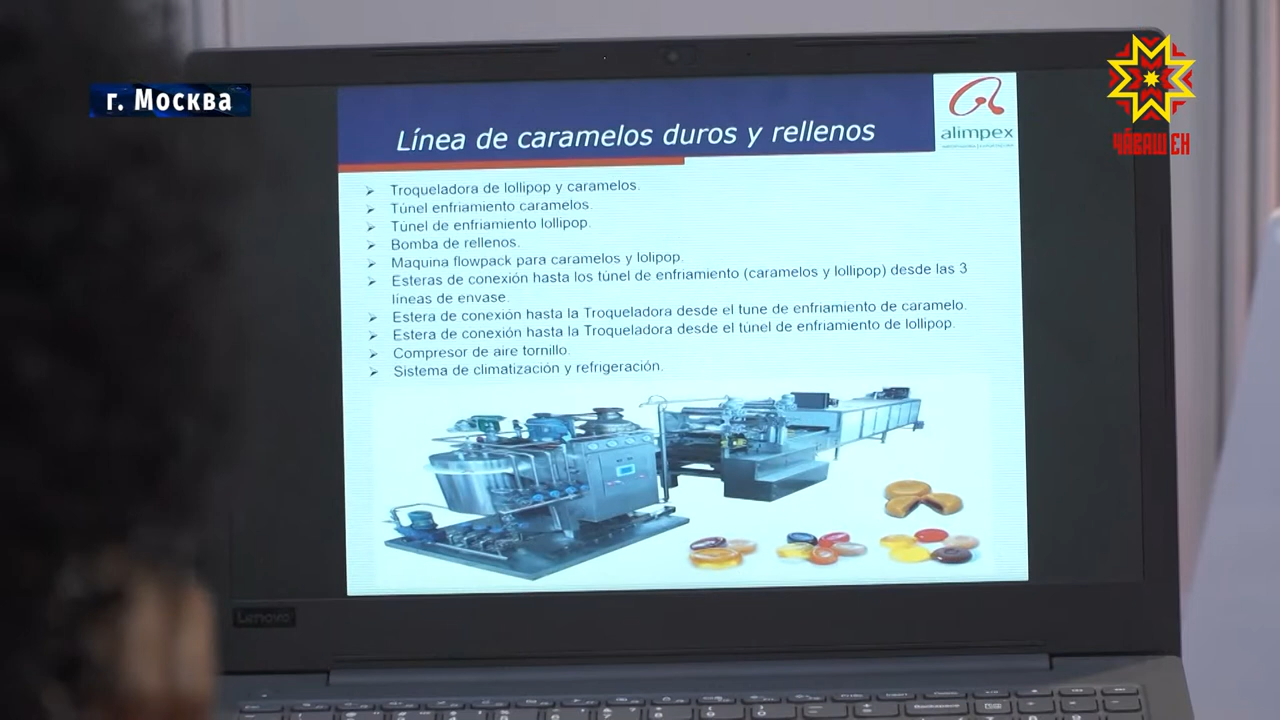 г. Москва
ЧӐВАШ ЕН
Línea de caramelos duros y rellenos
alimpex
Troqueladora de lollipop y caramelos.
Túnel enfriamiento caramelos.
Túnel de enfriamiento lollipop.
Bomba de rellenos.
Maquina flowpack para caramelos y lolipop.
Esteras de conexión hasta los túnel de enfriamiento (caramelos y lollipop) desde las 3
líneas de envase.
Estera de conexión hasta la Troqueladora desde el tune de enfriamiento de caramelo.
Estera de conexión hasta la Troqueladora desde el túnel de enfriamiento de lollipop.
Compresor de aire tornillo.
Sistema de climatización y refrigeración.
Lenovo
Backspace